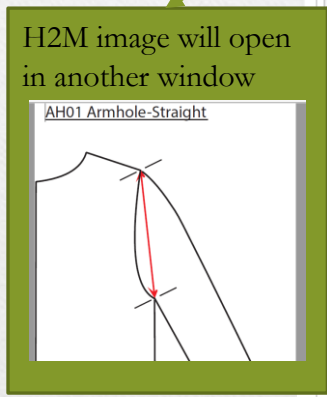 H2M image will open
in another window
AH01 Armhole-Straight